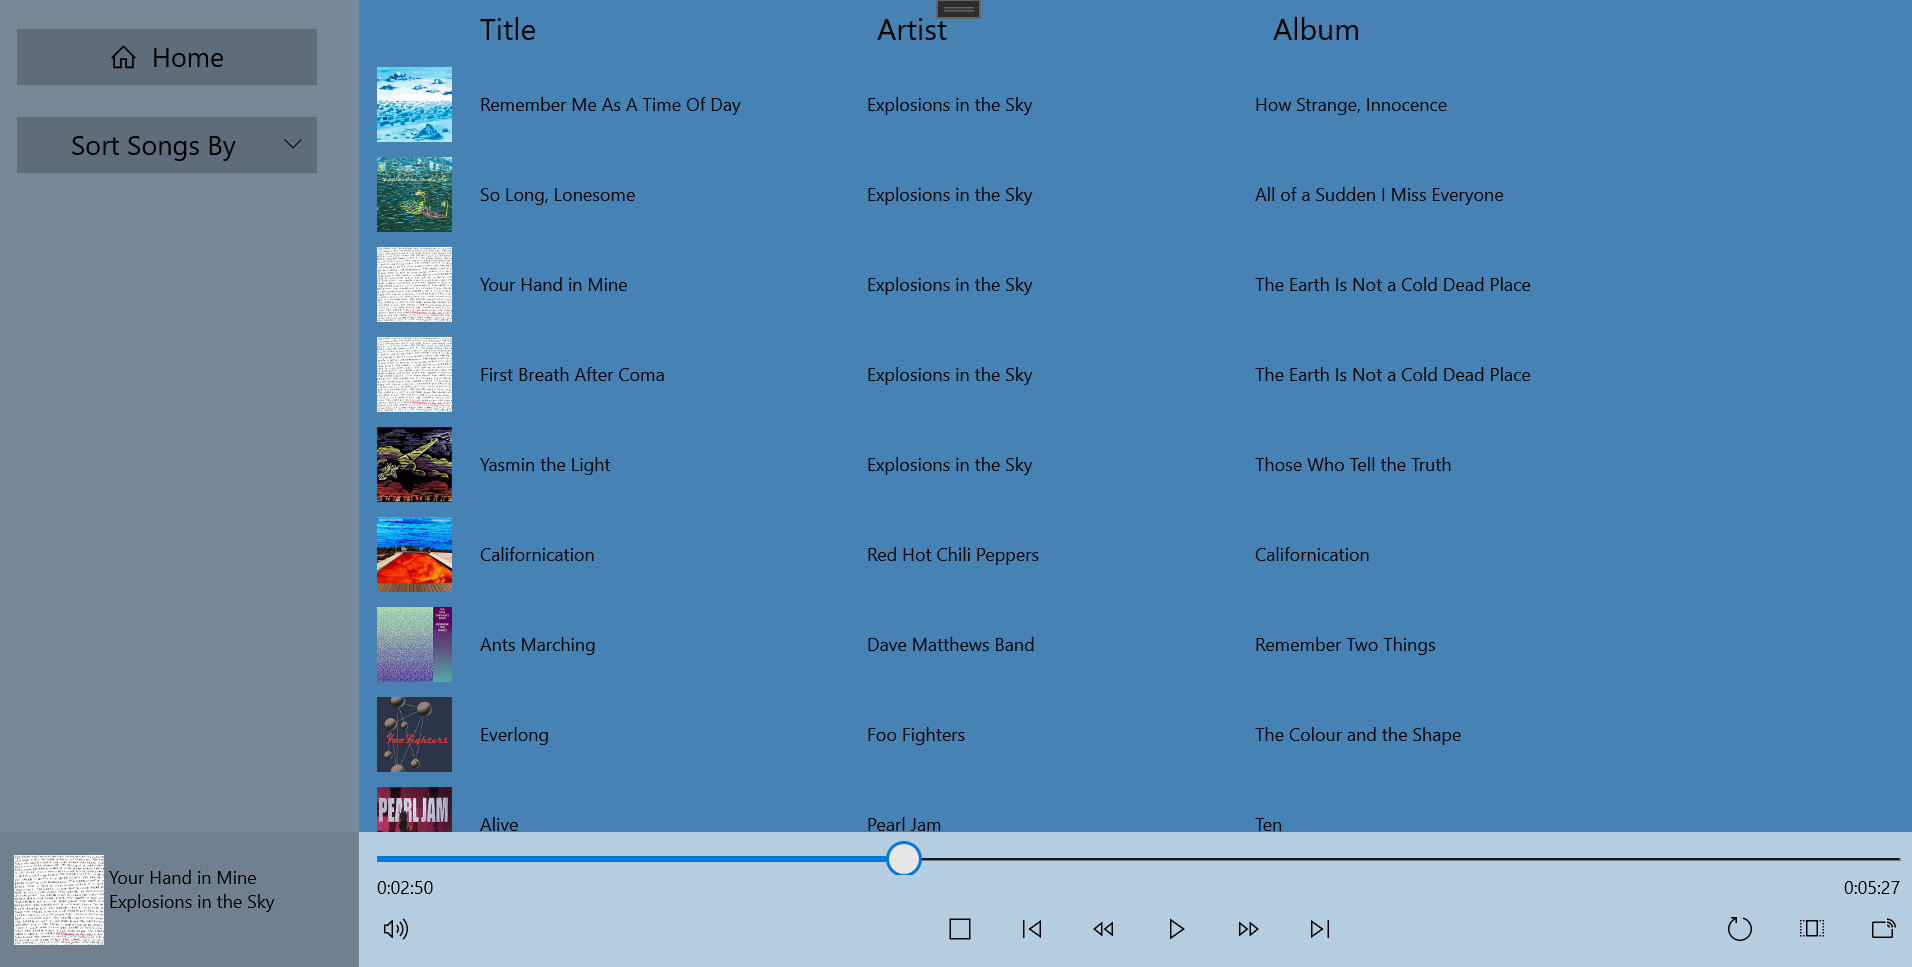 Home
Sort Songs By
Title Artist Album
Remember Me As A Time Of Day Explosions in the Sky How Strange, Innocence
So Long, Lonesome Explosions in the Sky All of a Sudden I Miss Everyone
Your Hand in Mine Explosions in the Sky The Earth Is Not a Cold Dead Place
First Breath After Coma Explosions in the Sky The Earth Is Not a Cold Dead Place
Yasmin the Light Explosions in the Sky Those Who Tell the Truth
Californication Red Hot Chili Peppers Californication
Ants Marching Dave Matthews Band Remember Two Things
Foo Fighters
Everlong Foo Fighters The Colour and the Shape
PEARL JAM
Alive Pearl Jam Ten
Your Hand in Mine
Explosions in the Sky
0:02:50 0:05:27